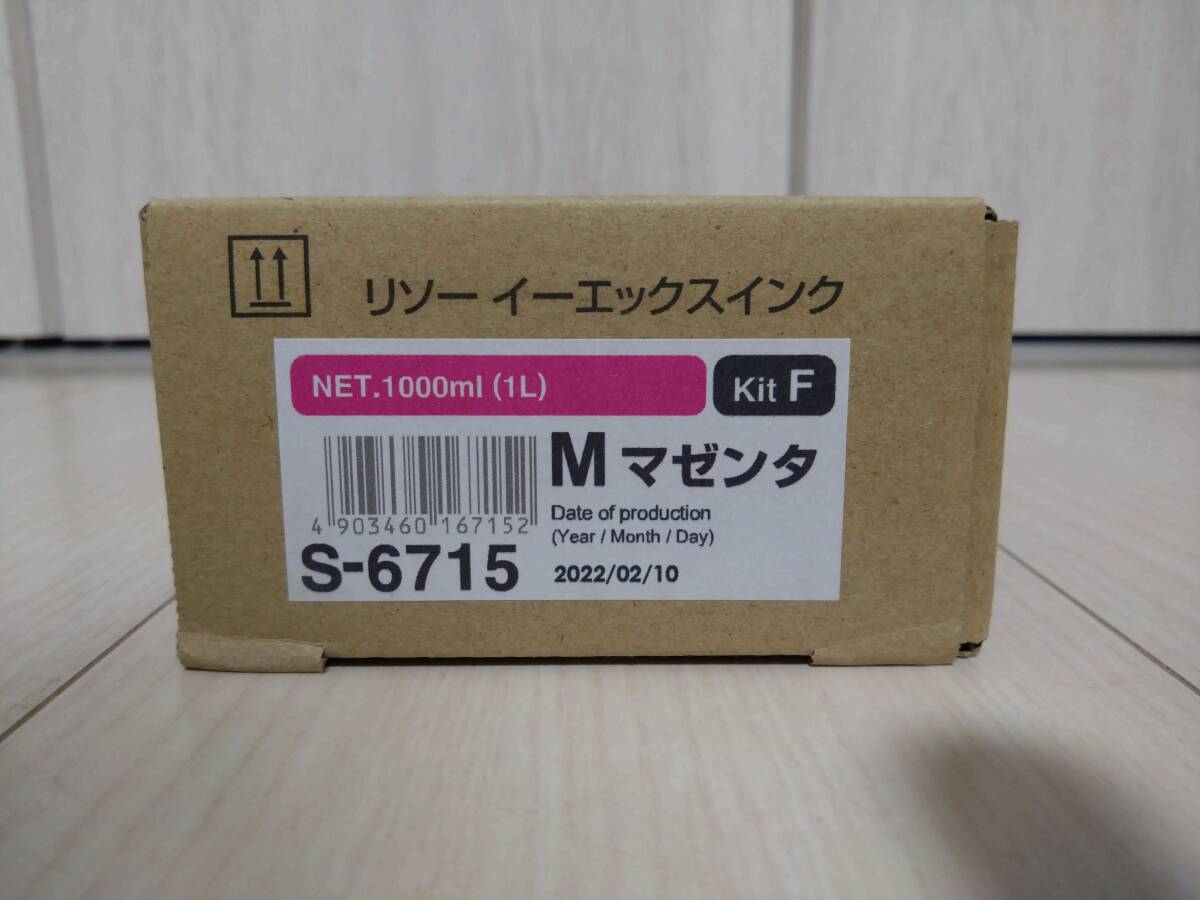 リソー イーエックスインク
NET.1000ml (1L)
Kit F
M マゼンタ
4 903460 167152
Date of production
(Year / Month / Day)
S-6715
2022/02/10